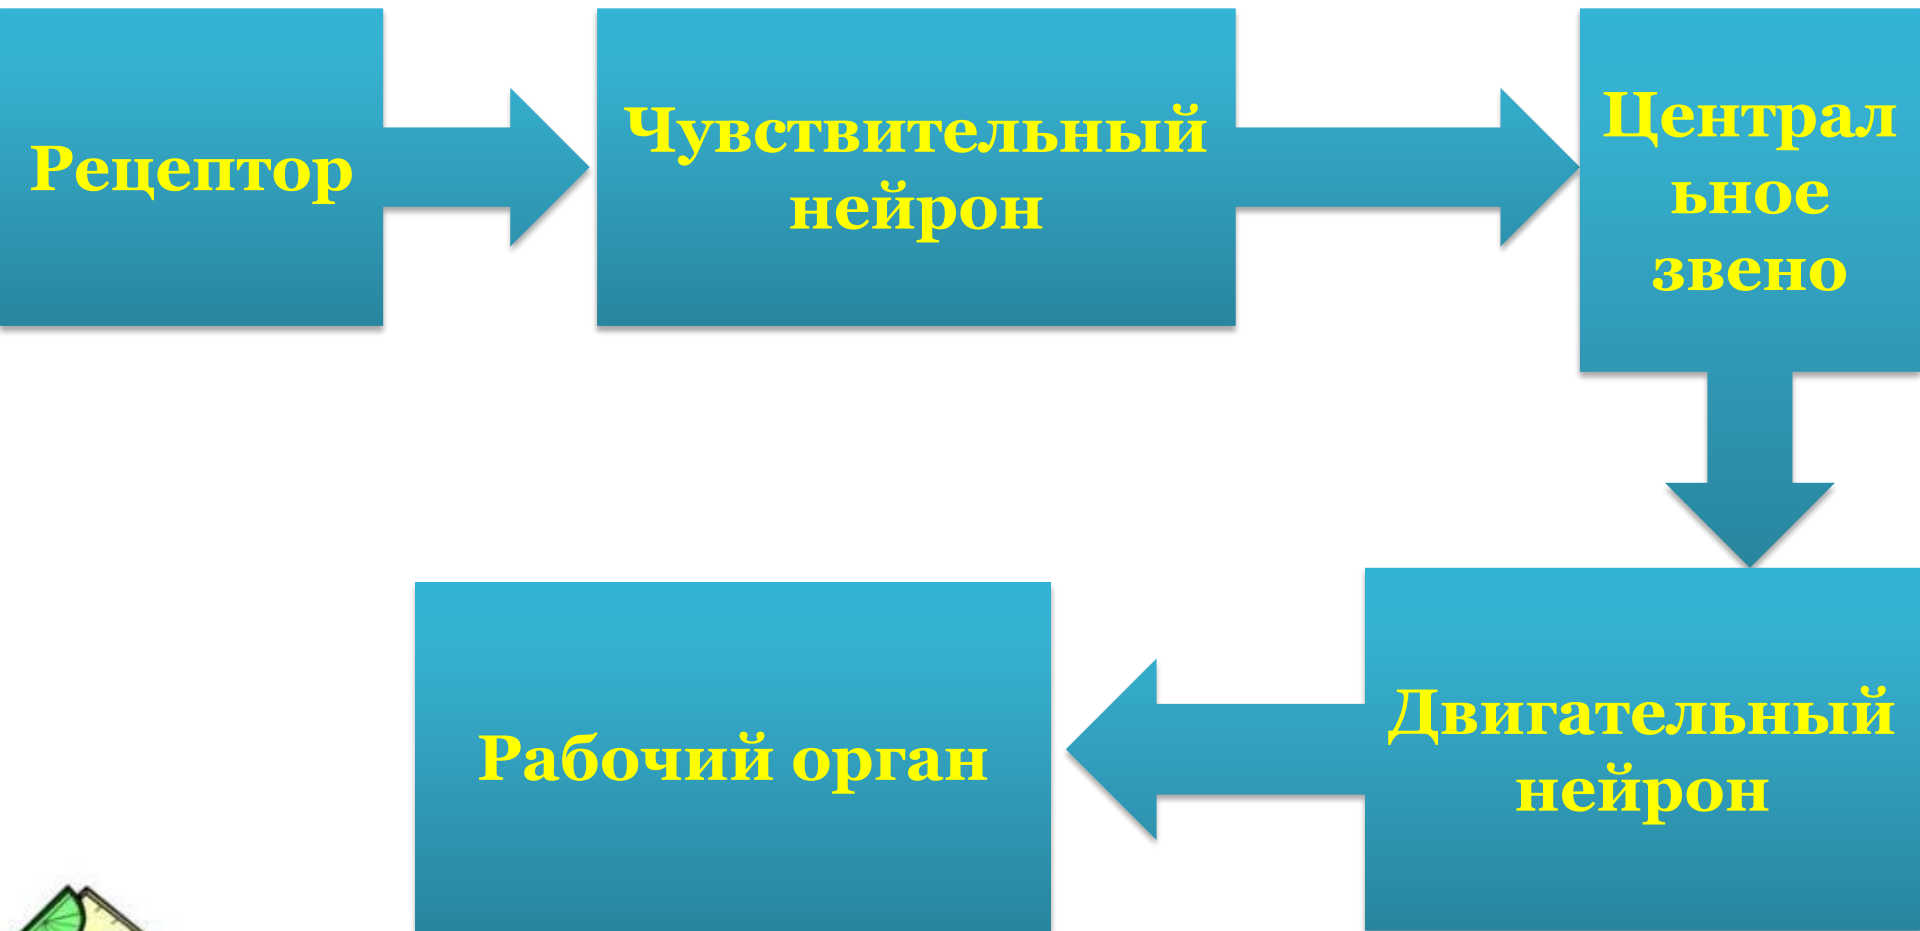 Рецептор
Чувствительный
нейрон
Централ
ьное
звено
Двигательный
нейрон
Рабочий орган